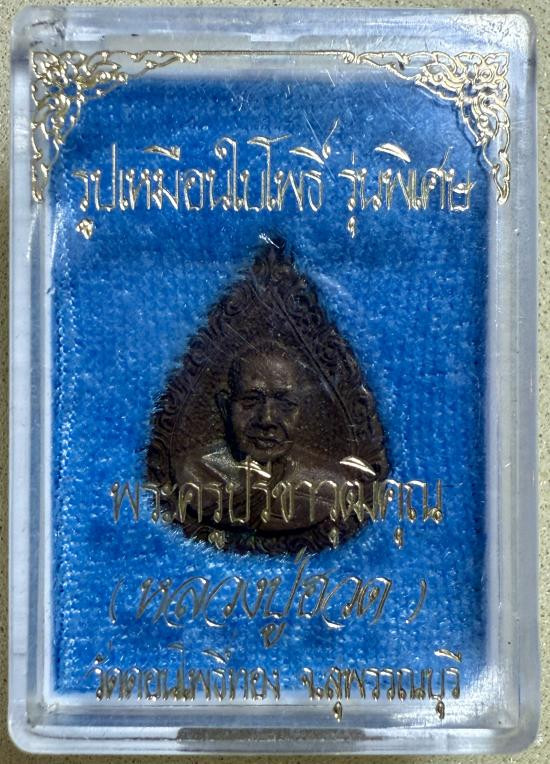 รูปเหมือนใบโพธิ์ รุ่นพิเศษ
พระครูปรีชาวุฒิคุณ
(หลวงปู่ฮวด)
วัดดอนโพธิ์ทอง จ.สุพรรณบุรี